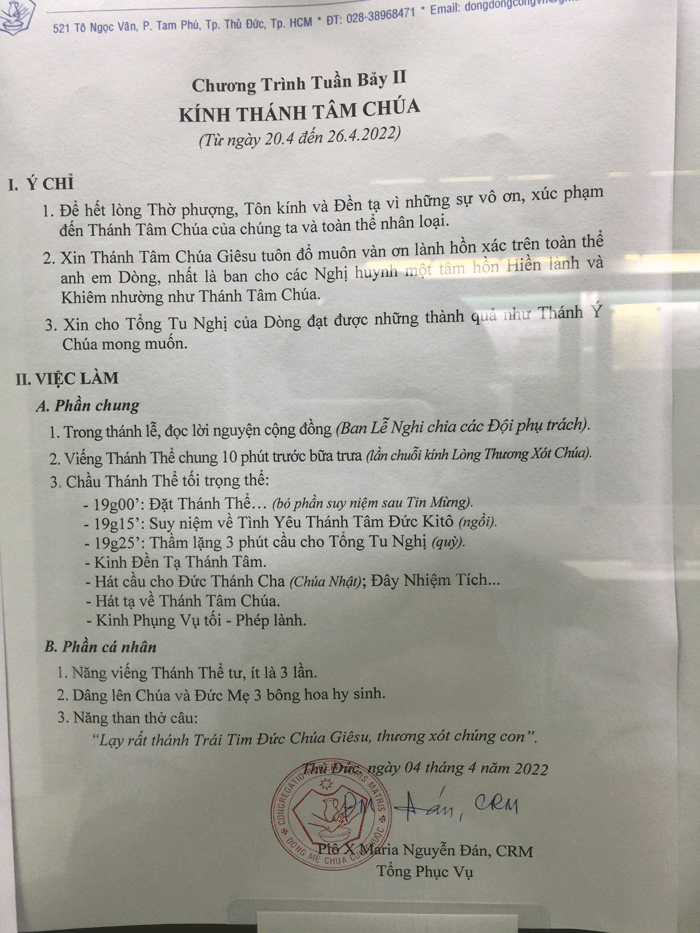 521 Tô Ngọc Vân, P. Tam Phú, Tp. Thủ Đức, Tp. HCM * ĐT: 028-38968471 * Email:
Chương Trình Tuần Bảy II
KÍNH THÁNH TÂM CHÚA
(Từ ngày 20.4 đến 26.4.2022)
I. Ý CHỈ
1. Để hết lòng Thờ phượng, Tôn kính và Đền tạ vì những sự vô ơn, xúc phạm
đến Thánh Tâm Chúa của chúng ta và toàn thể nhân loại.
2. Xin Thánh Tâm Chúa Giêsu tuôn đổ muôn vàn ơn lành hồn xác trên toàn thể
anh em Dòng, nhất là ban cho các Nghị huynh một tâm hồn Hiền lành và
Khiêm nhường như Thánh Tâm Chúa.
3. Xin cho Tổng Tu Nghị của Dòng đạt được những thành quả như Thánh Ý
Chúa mong muốn.
II. VIỆC LÀM
A. Phần chung
1. Trong thánh lễ, đọc lời nguyện cộng đồng (Ban Lễ Nghi chia các Đội phụ trách).
2. Viếng Thánh Thể chung 10 phút trước bữa trưa (lần chuỗi kính Lòng Thương Xót Chúa).
3. Chầu Thánh Thể tối trọng thể:
- 19g00’: Đặt Thánh Thể… (bỏ phần suy niệm sau Tin Mừng).
- 19g15’: Suy niệm về Tình Yêu Thánh Tâm Đức Kitô (ngồi).
- 19g25’: Thầm lặng 3 phút cầu cho Tổng Tu Nghị (quỳ).
- Kinh Đền Tạ Thánh Tâm.
- Hát cầu cho Đức Thánh Cha (Chúa Nhật); Đây Nhiệm Tích...
- Hát tạ về Thánh Tâm Chúa.
- Kinh Phụng Vụ tối - Phép lành.
B. Phần cá nhân
1. Năng viếng Thánh Thể tư, ít là 3 lần.
2. Dâng lên Chúa và Đức Mẹ 3 bông hoa hy sinh.
3. Năng than thở câu:
“Lạy rất thánh Trái Tim Đức Chúa Giêsu, thương xót chúng con”.
Thủ Đức, ngày 04 tháng 4 năm 2022
Đán, CRM
Piô X Maria Nguyễn Đán, CRM
Tổng Phục Vụ